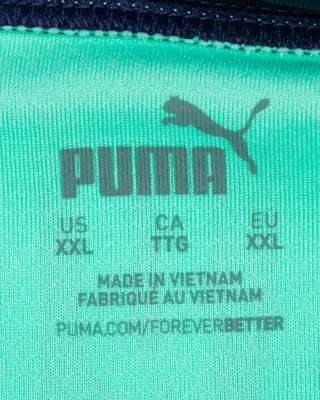 PUMA
US CA EU
XXL TTG XXL
MADE IN VIETNAM
FABRIQUÉ AU VIETNAM
PUMA.COM/FOREVERBETTER